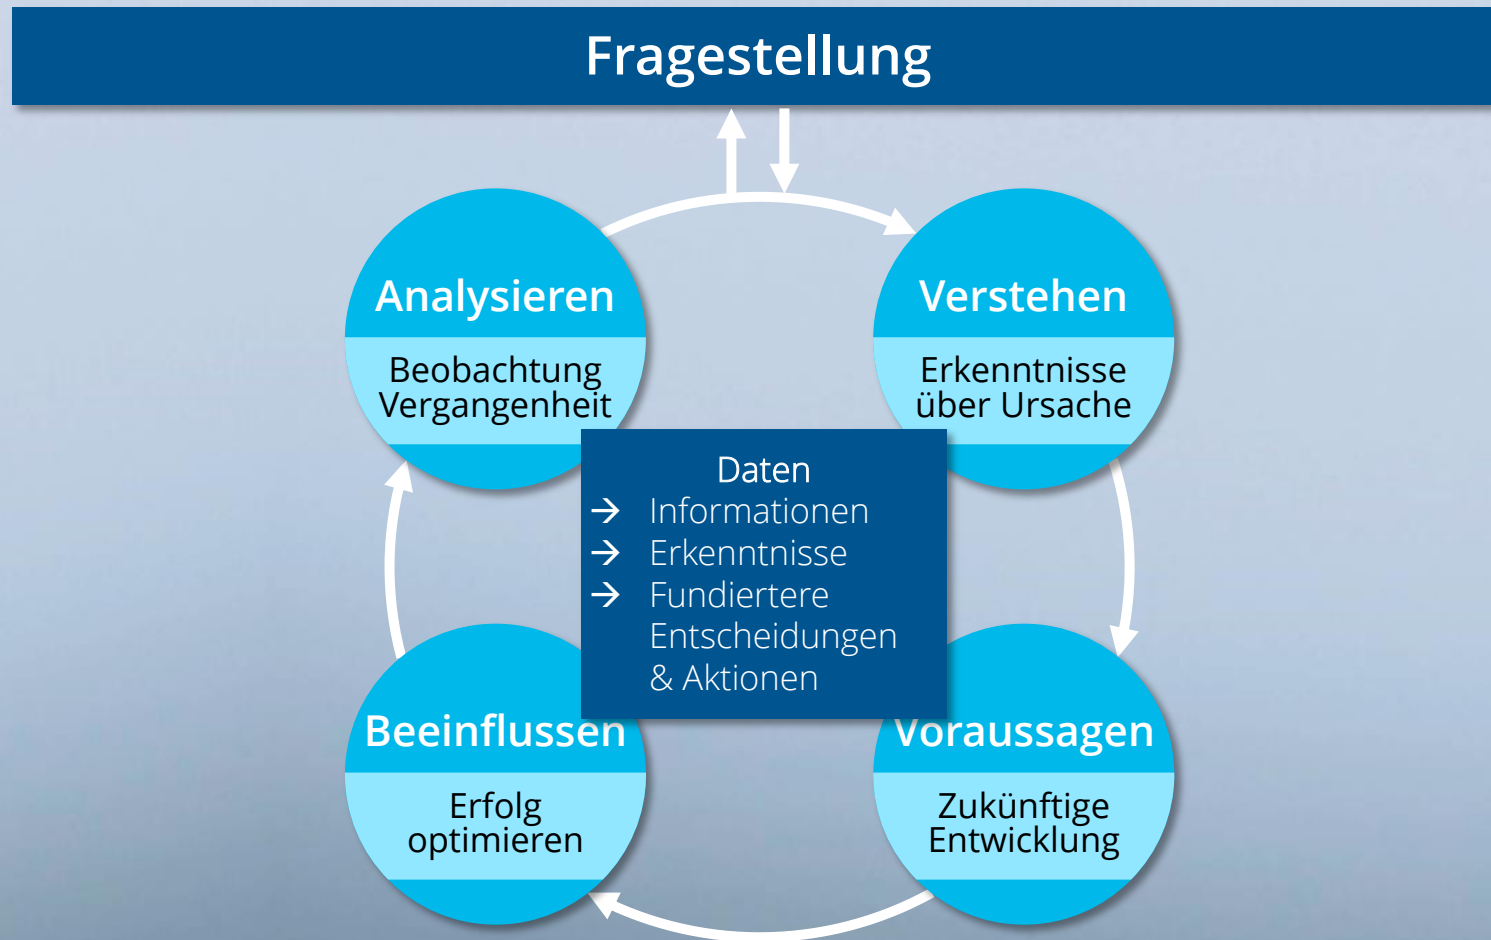 Fragestellung
Analysieren
Beobachtung
Vergangenheit
Verstehen
Erkenntnisse
über Ursache
Daten
→ Informationen
→ Erkenntnisse
→ Fundiertere
Entscheidungen
& Aktionen
Beeinflussen
Erfolg
optimieren
Voraussagen
Zukünftige
Entwicklung